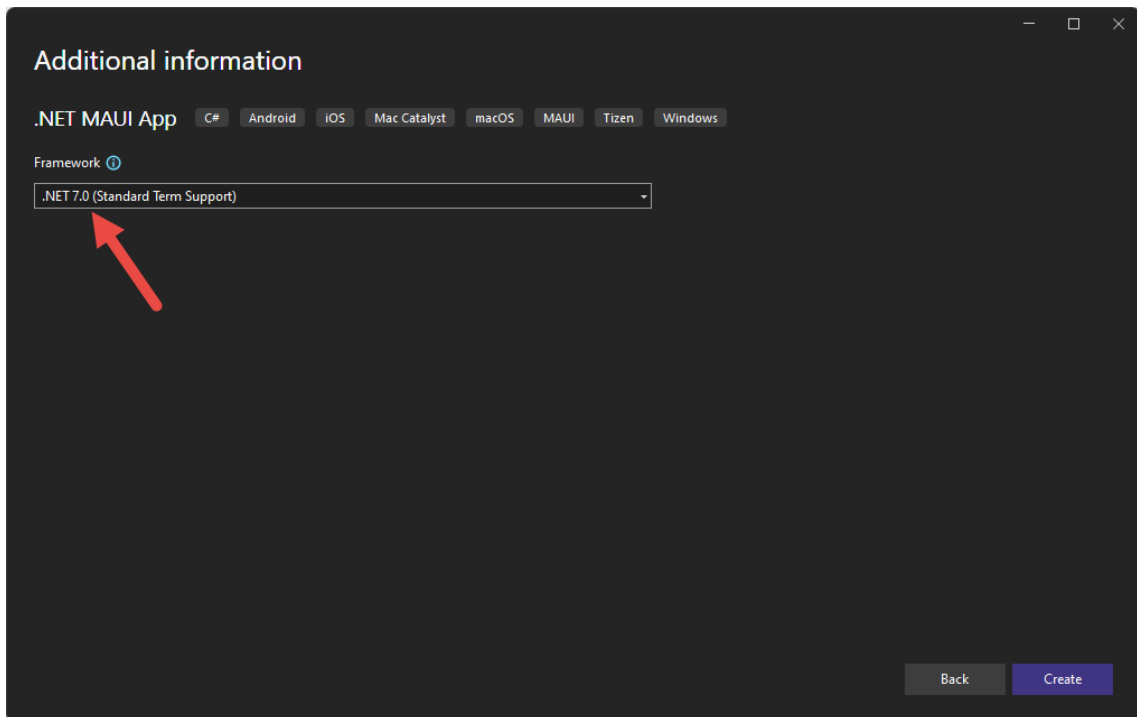 Additional information
.NET MAUI App C# Android iOS Mac Catalyst macOS MAUI Tizen Windows
Framework
.NET 7.0 (Standard Term Support)
Back Create